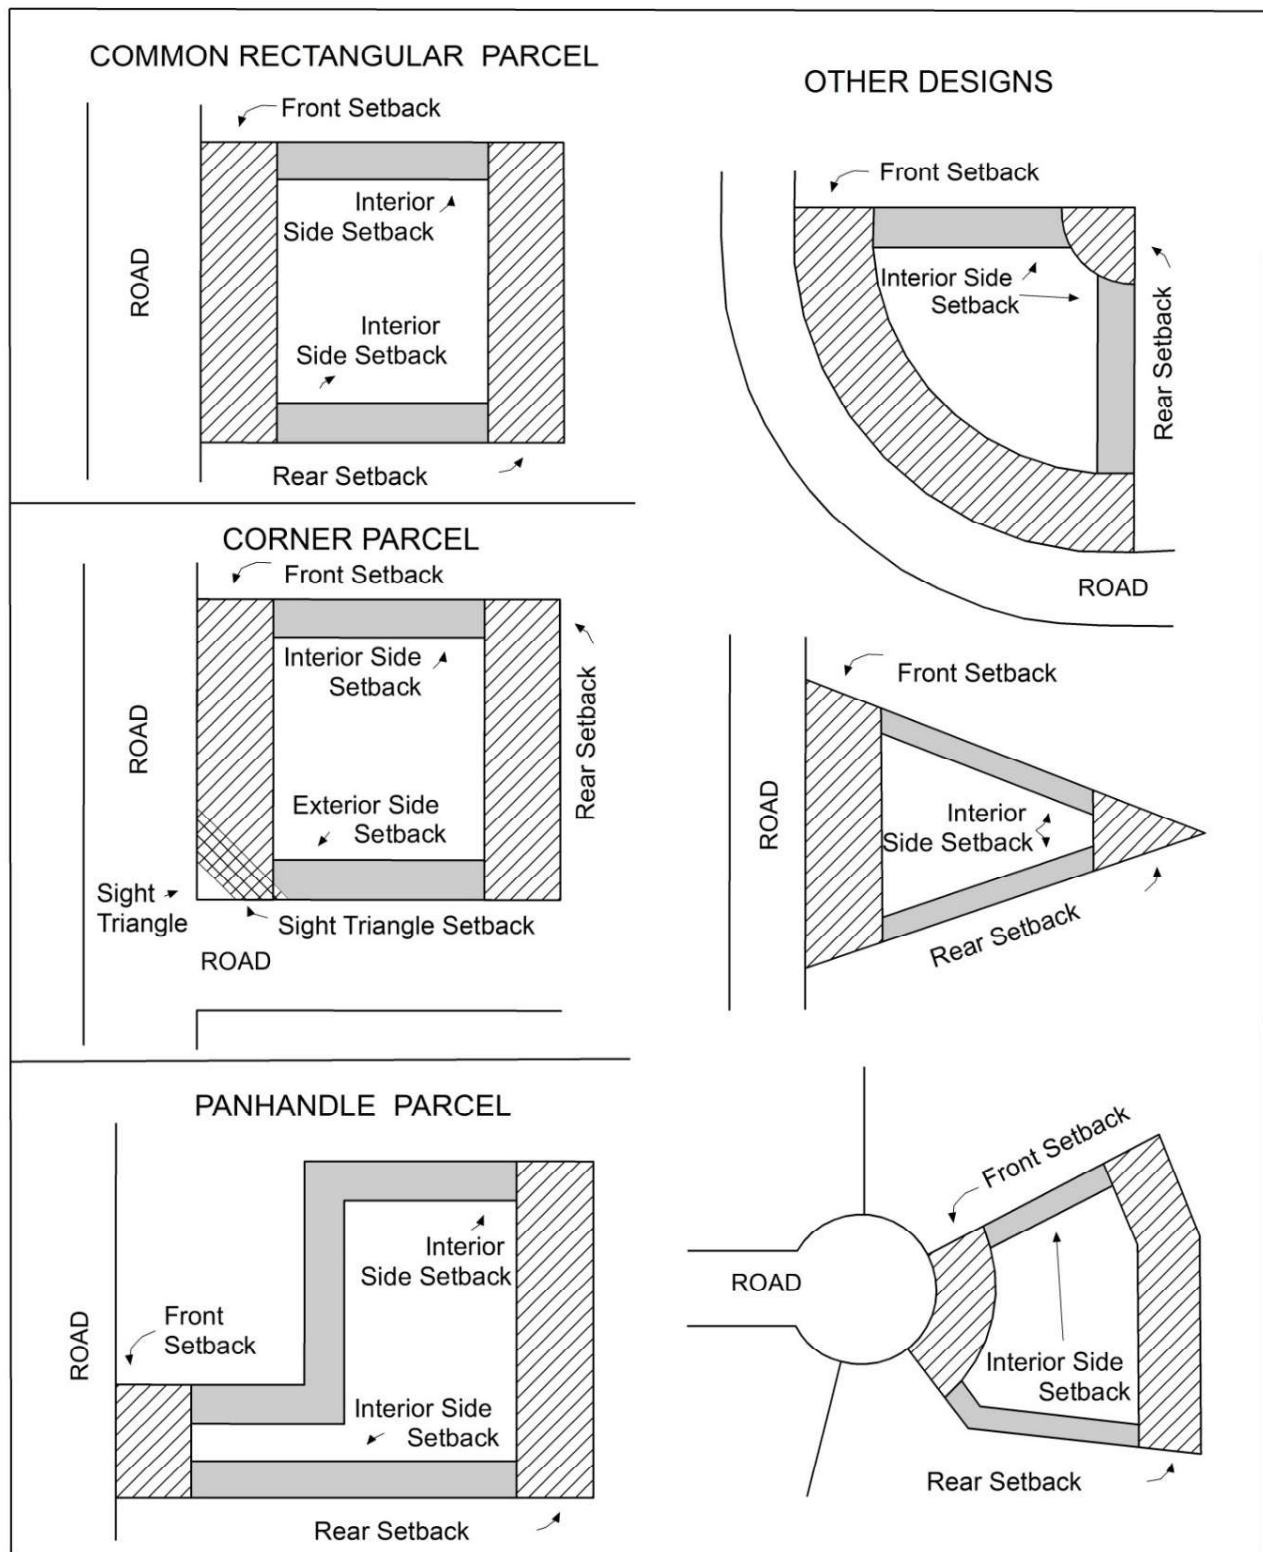 COMMON RECTANGULAR PARCEL
Front Setback
Interior
Side Setback
ROAD
Interior
Side Setback
Rear Setback
CORNER PARCEL
Front Setback
Interior Side
Setback
ROAD
Rear Setback
Exterior Side
Setback
Sight
Triangle
Sight Triangle Setback
ROAD
PANHANDLE PARCEL
Interior
Side Setback
Front
Setback
ROAD
Interior Side
Setback
Rear Setback
OTHER DESIGNS
Front Setback
Interior Side
Setback
Rear Setback
ROAD
Front Setback
ROAD
Interior
Side Setback
Rear Setback
Front Setback
ROAD
Interior Side
Setback
Rear Setback